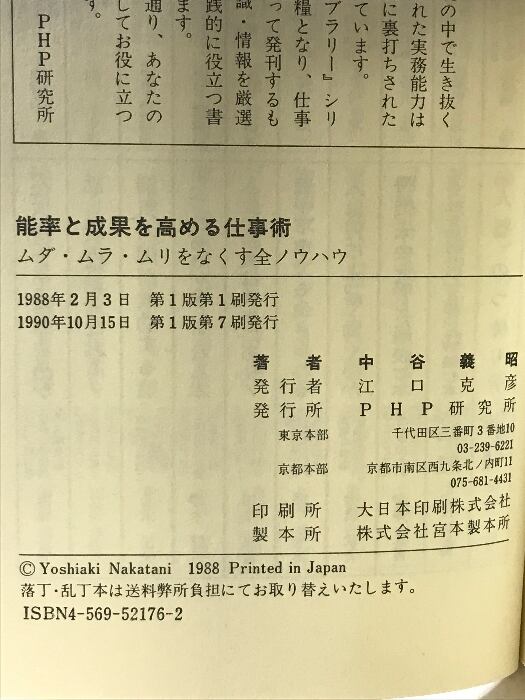 の中で生き抜く
れた実務能力は
に裏打ちされた
ています。
ブラリー』シリ
糧となり、仕事
って発刊するも
識・情報を厳選
践的に役立つ書
ます。
通り、あなたの
してお役に立つ
す。
PHP研究所
能率と成果を高める仕事術
ムダ・ムラ・ムリをなくす全ノウハウ
1988年2月3日 第1版第1刷発行
1990年10月15日 第1版第7刷発行
著者 中谷義昭
発行者 江口克彦
発行所 PHP研究所
東京本部 千代田区三番町3番地10
03-239-6221
京都本部 京都市南区西九条北ノ内町11
075-681-4431
印刷所 大日本印刷株式会社
製本所 株式会社宮本製本所
© Yoshiaki Nakatani 1988 Printed in Japan
落丁・乱丁本は送料弊所負担にてお取り替えいたします。
ISBN4-569-52176-2